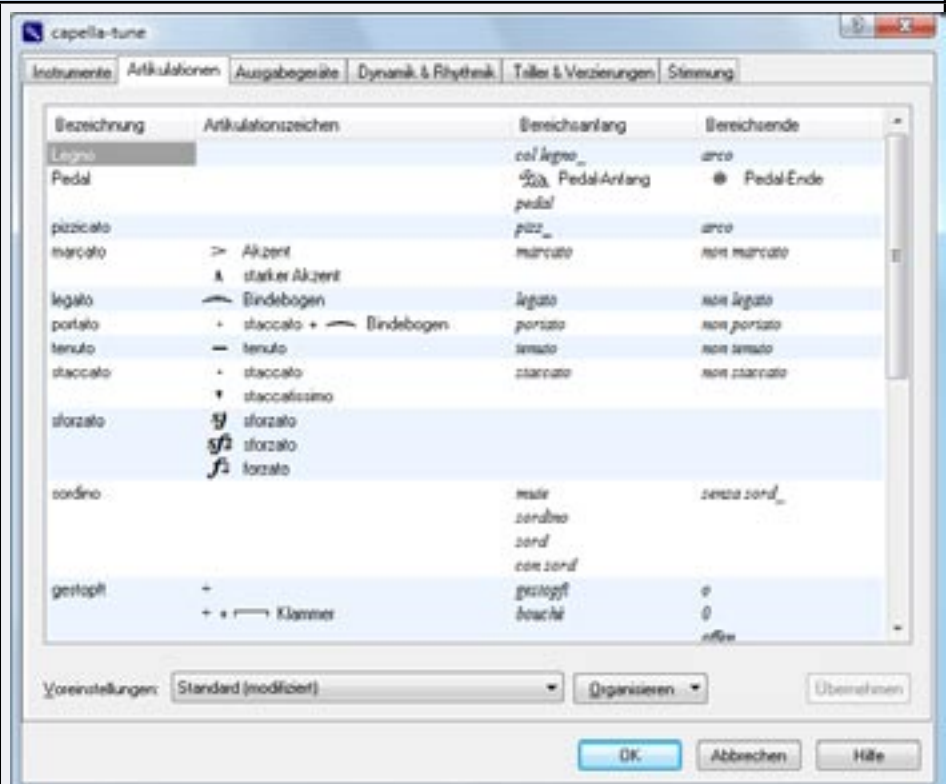 capella-tune
Instrumente Artikulationen Ausgabegeräte Dynamik & Rhythmik Triller & Verzierungen Stimmung
Bezeichnung Artikulationszeichen Bereichsanfang Bereichsende
Legno col legno_ arco
Pedal Pedal-Anfang Pedal-Ende
pedal
pizzicato pizz_ arco
marcato > Akzent marcato non marcato
starker Akzent
legato Bindebogen legato non legato
portato staccato + Bindebogen portato non portato
tenuto tenuto tenuto non tenuto
staccato staccato staccato non staccato
staccatissimo
sforzato sf sforzato
sfz sforzato
fz forzato
sordino mute senza sord_
sordino
sord
con sord
gestopft + gestopft o
+ + Klammer bouché 0
offen
Voreinstellungen: Standard (modifiziert) Organisieren Übernehmen
OK Abbrechen Hilfe